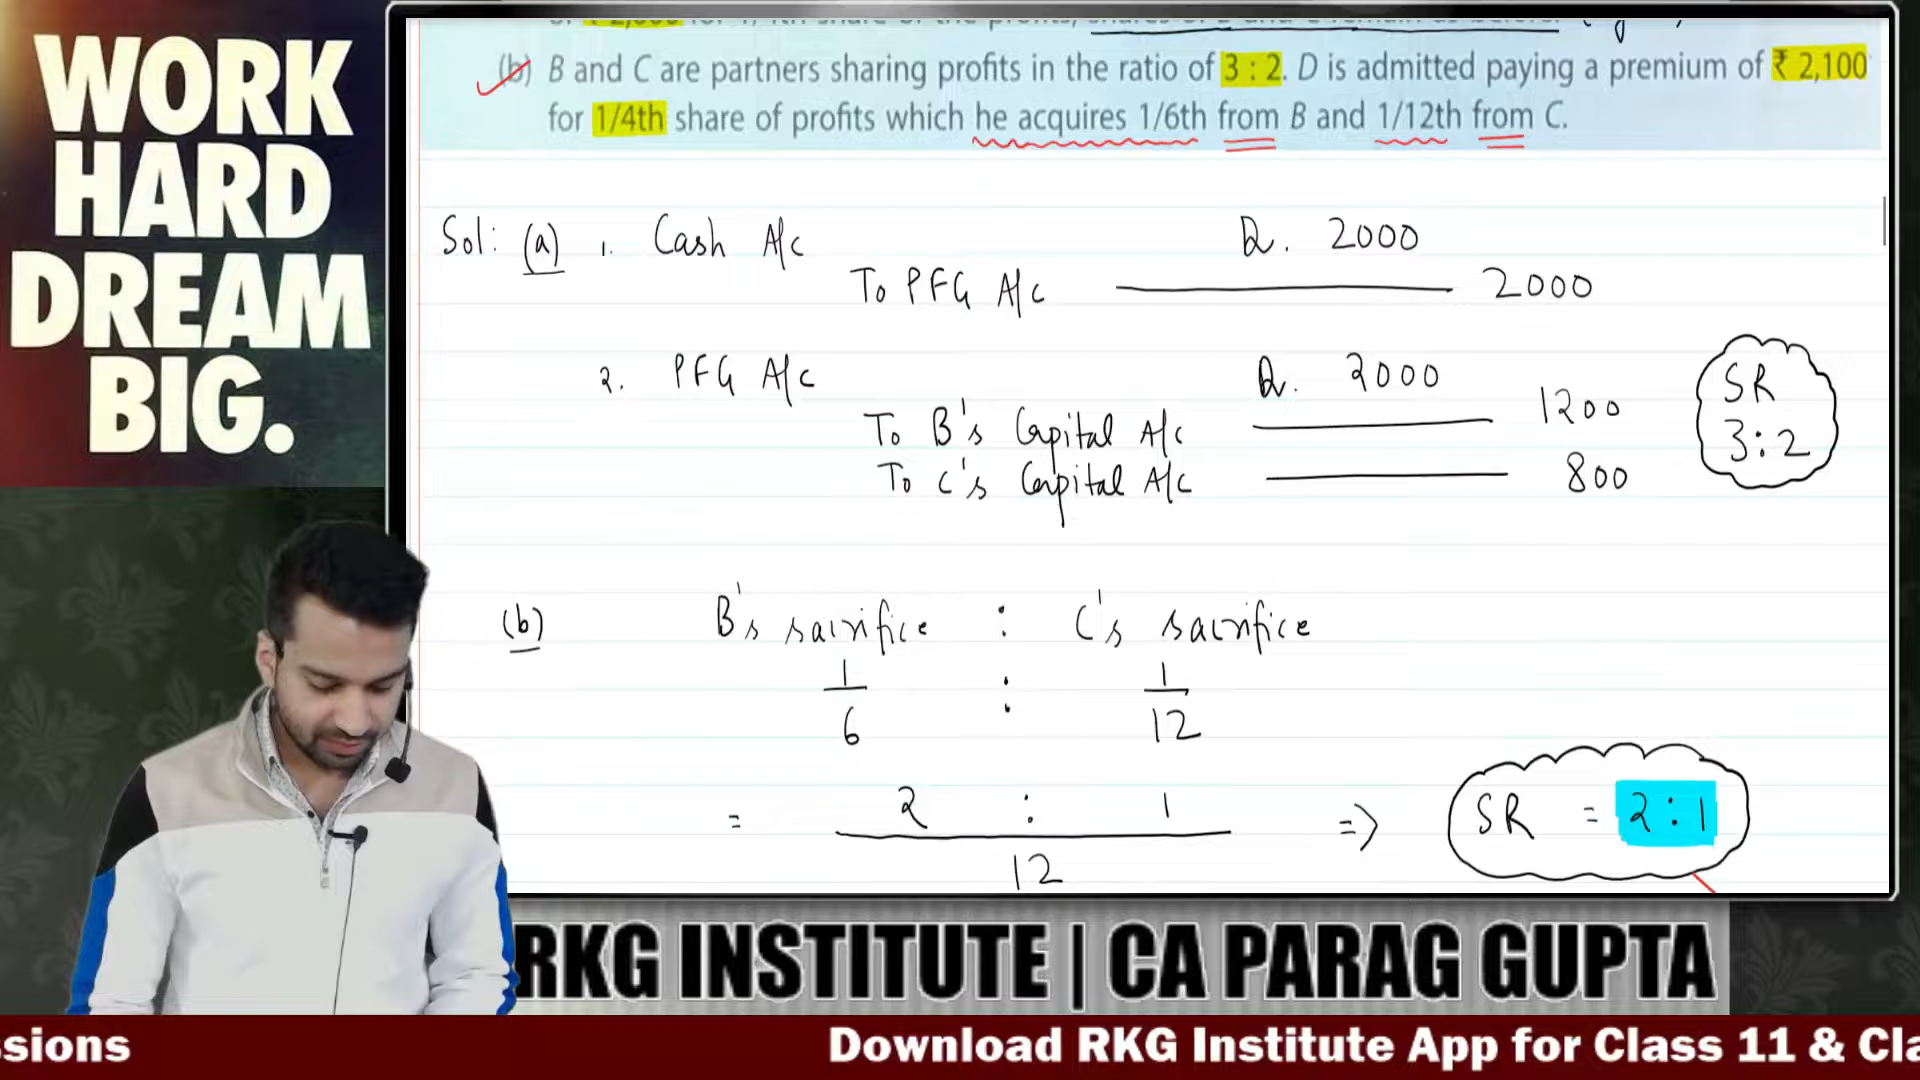 WORK
HARD
DREAM
BIG.
(b) B and C are partners sharing profits in the ratio of 3 : 2. D is admitted paying a premium of ₹ 2,100
for 1/4th share of profits which he acquires 1/6th from B and 1/12th from C.
Sol: (a) 1. Cash A/c Dr. 2000
To PFG A/c 2000
2. PFG A/c Dr. 2000
To B's Capital A/c 1200
To C's Capital A/c 800
SR
3:2
(b) B's sacrifice : C's sacrifice
1/6 : 1/12
= 2 : 1 / 12 => SR = 2:1
RKG INSTITUTE | CA PARAG GUPTA
ssions Download RKG Institute App for Class 11 & Cla